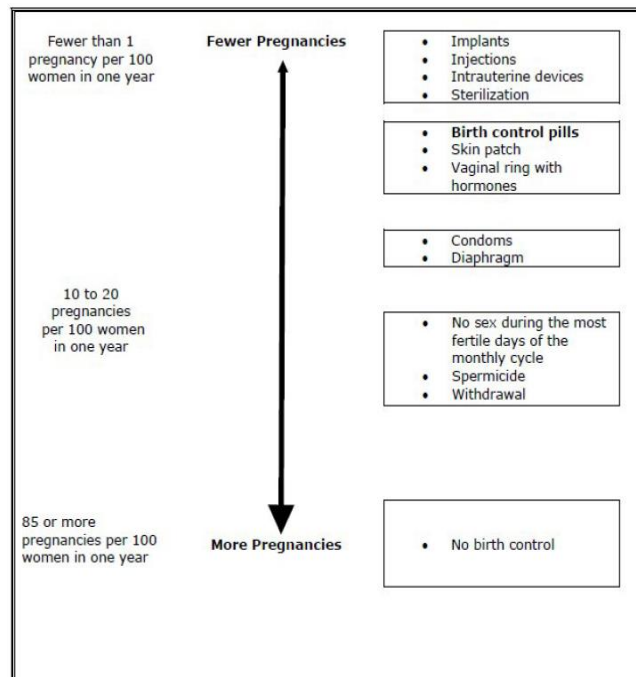 Fewer than 1
pregnancy per 100
women in one year
Fewer Pregnancies
• Implants
• Injections
• Intrauterine devices
• Sterilization
• Birth control pills
• Skin patch
• Vaginal ring with
hormones
• Condoms
• Diaphragm
10 to 20
pregnancies
per 100 women
in one year
• No sex during the most
fertile days of the
monthly cycle
• Spermicide
• Withdrawal
85 or more
pregnancies per 100
women in one year
More Pregnancies
• No birth control